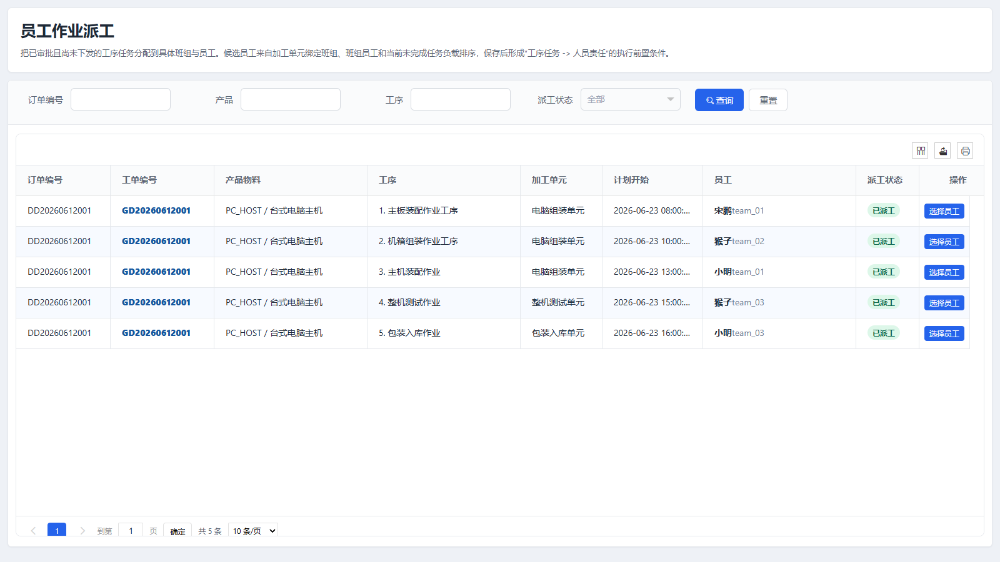 员工作业派工
把已审批且尚未下发的工序任务分配到具体班组与员工。候选员工来自加工单元绑定班组、班组员工和当前未完成任务负载排序，保存后形成"工序任务 -> 人员责任"的执行前置条件。
订单编号 产品 工序 派工状态 全部 查询 重置
订单编号 工单编号 产品物料 工序 加工单元 计划开始 员工 派工状态 操作
DD20260612001 GD20260612001 PC_HOST / 台式电脑主机 1. 主板装配作业工序 电脑组装单元 2026-06-23 08:00:... 宋鹏team_01 已派工 选择员工
DD20260612001 GD20260612001 PC_HOST / 台式电脑主机 2. 机箱组装作业工序 电脑组装单元 2026-06-23 10:00:... 猴子team_02 已派工 选择员工
DD20260612001 GD20260612001 PC_HOST / 台式电脑主机 3. 主机装配作业 电脑组装单元 2026-06-23 13:00:... 小明team_01 已派工 选择员工
DD20260612001 GD20260612001 PC_HOST / 台式电脑主机 4. 整机测试作业 整机测试单元 2026-06-23 15:00:... 猴子team_03 已派工 选择员工
DD20260612001 GD20260612001 PC_HOST / 台式电脑主机 5. 包装入库作业 包装入库单元 2026-06-23 16:00:... 小明team_03 已派工 选择员工
1 到第 1 页 确定 共 5 条 10 条/页